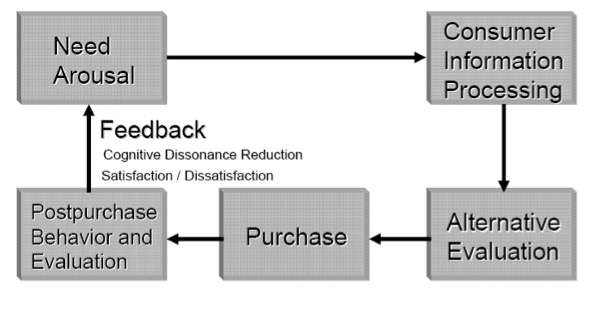 Need
Arousal
Consumer
Information
Processing
Feedback
Cognitive Dissonance Reduction
Satisfaction / Dissatisfaction
Postpurchase
Behavior and
Evaluation
Purchase
Alternative
Evaluation